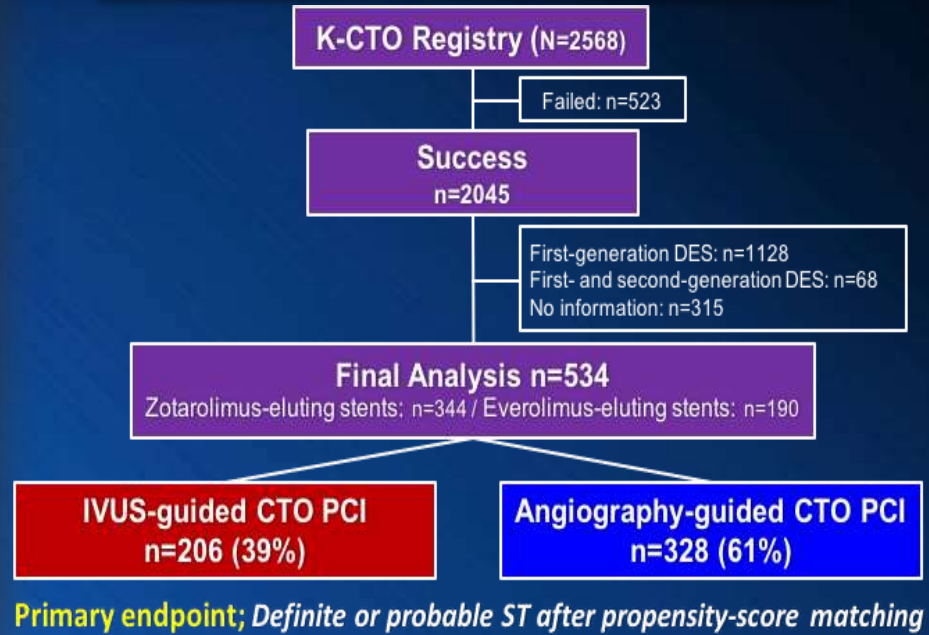 K-CTO Registry (N=2568)
Failed: n=523
Success
n=2045
First-generation DES: n=1128
First- and second-generation DES: n=68
No information: n=315
Final Analysis n=534
Zotarolimus-eluting stents: n=344 / Everolimus-eluting stents: n=190
IVUS-guided CTO PCI
n=206 (39%)
Angiography-guided CTO PCI
n=328 (61%)
Primary endpoint; Definite or probable ST after propensity-score matching